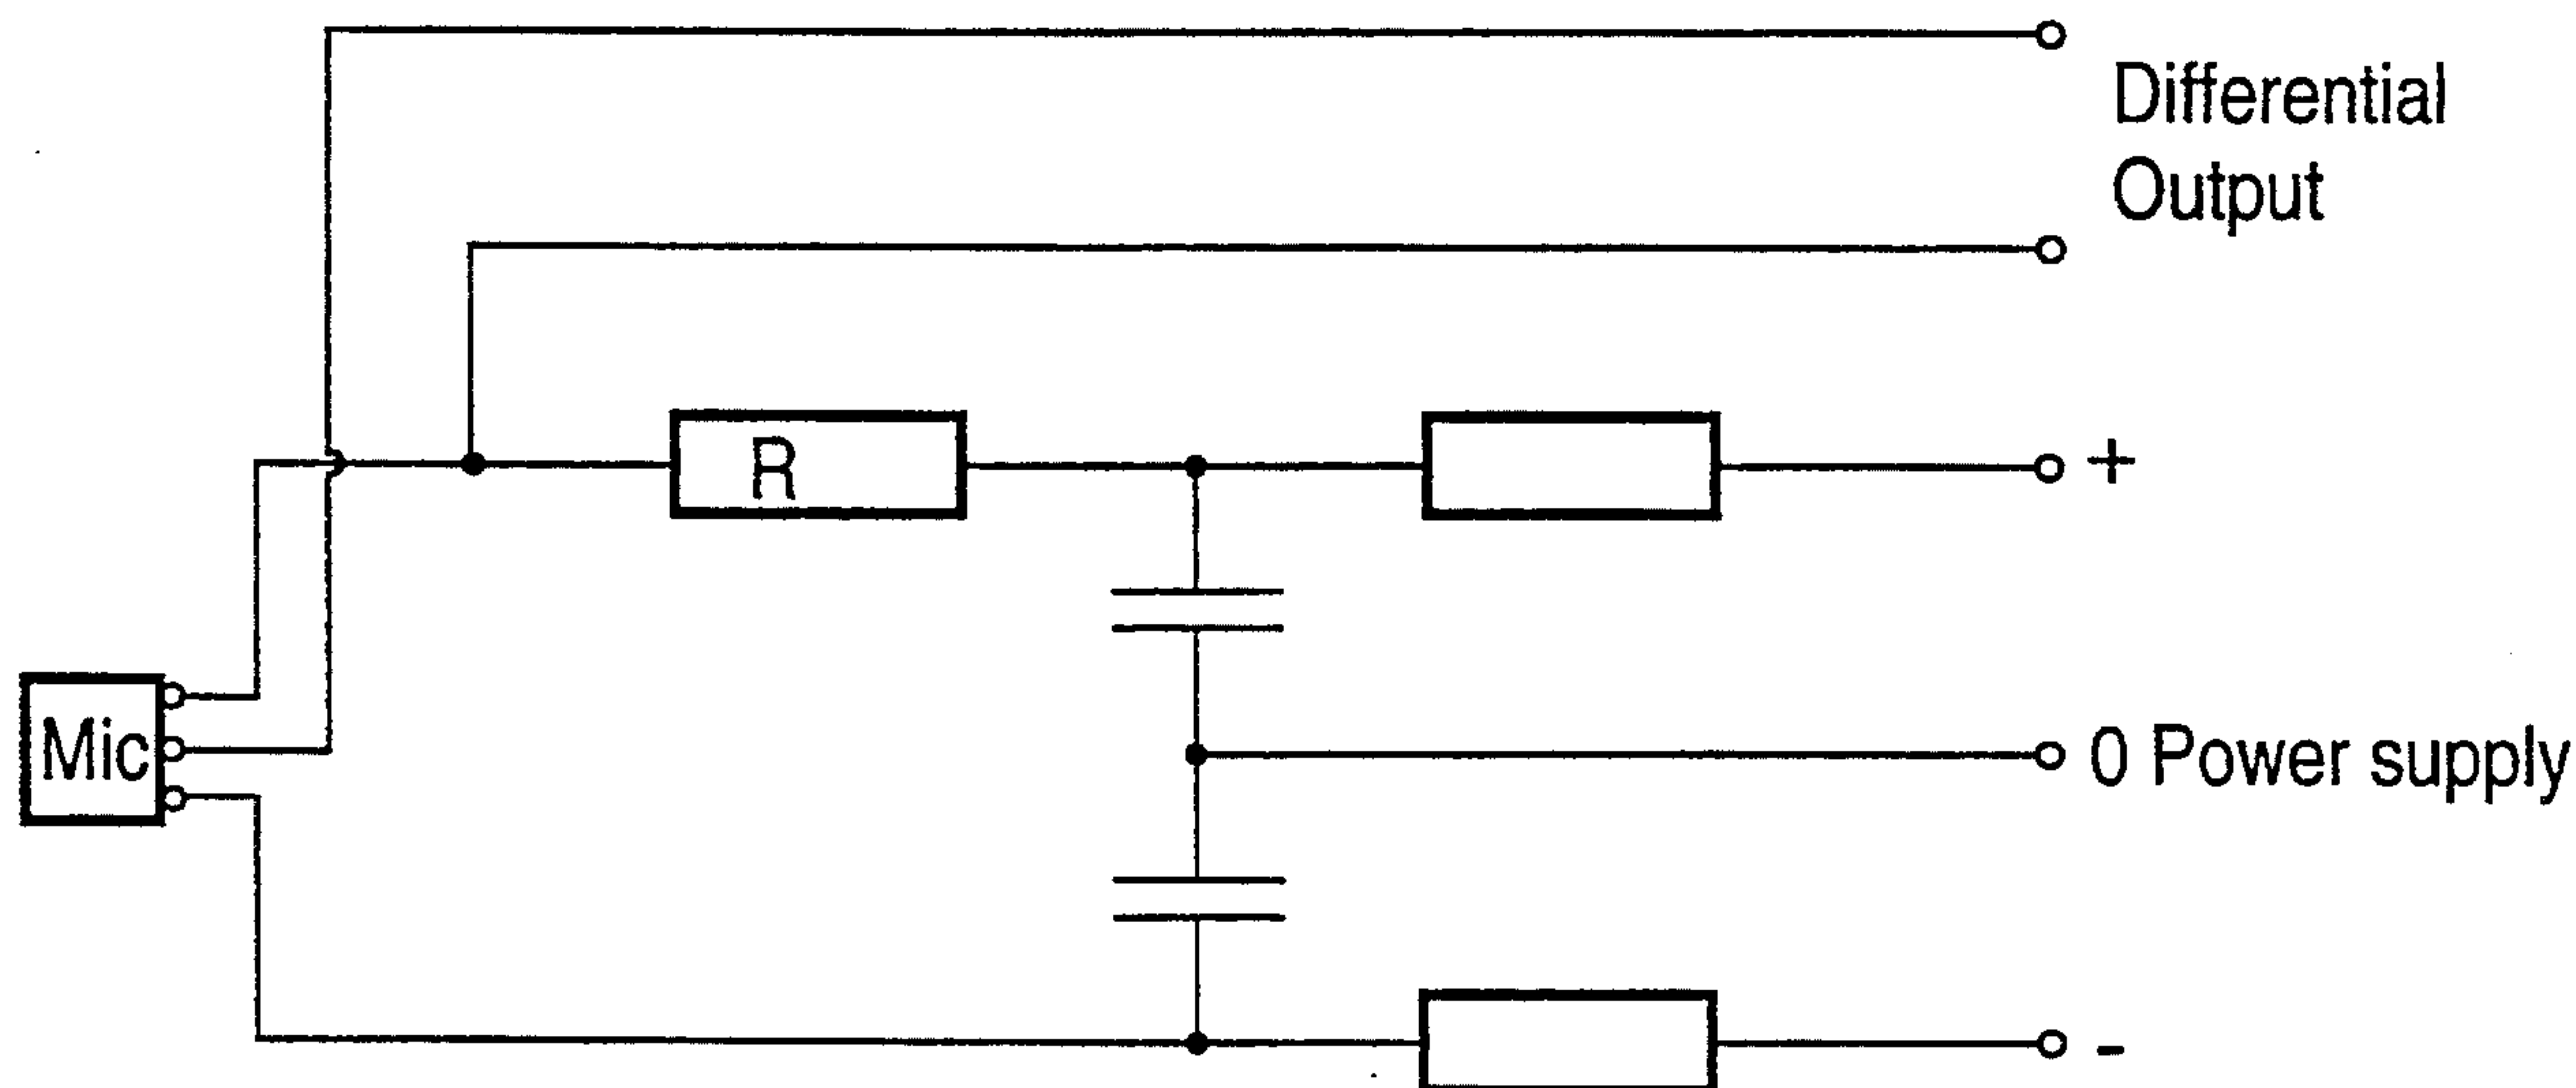 Differential
Output
R
+
Mic
0 Power supply
-